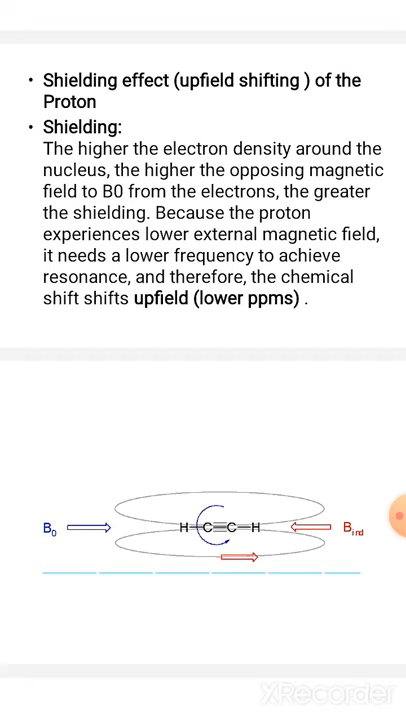 • Shielding effect (upfield shifting ) of the
Proton
• Shielding:
The higher the electron density around the
nucleus, the higher the opposing magnetic
field to B0 from the electrons, the greater
the shielding. Because the proton
experiences lower external magnetic field,
it needs a lower frequency to achieve
resonance, and therefore, the chemical
shift shifts upfield (lower ppms) .
B0 H-C≡C-H Bind
XRecorder